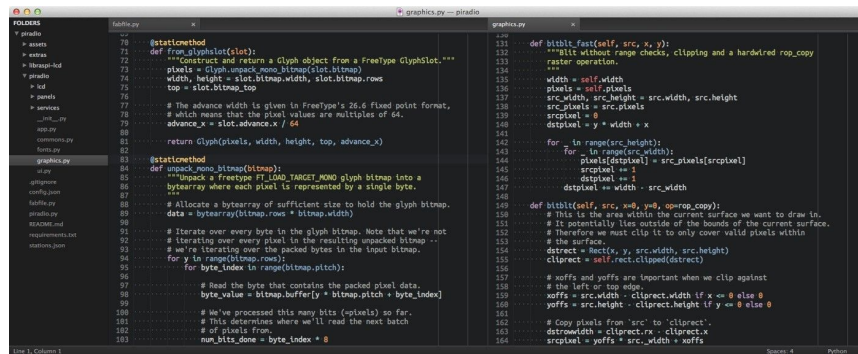 graphics.py — piradio
FOLDERS
piradio
assets
extras
libraspi-lcd
piradio
lcd
panels
services
__init__.py
app.py
commons.py
fonts.py
graphics.py
ui.py
.gitignore
config.json
fabfile.py
piradio.py
README.md
requirements.txt
stations.json
fabfile.py x
69
70 @staticmethod
71 def from_glyphslot(slot):
72 """Construct and return a Glyph object from a FreeType GlyphSlot."""
73 pixels = Glyph.unpack_mono_bitmap(slot.bitmap)
74 width, height = slot.bitmap.width, slot.bitmap.rows
75 top = slot.bitmap_top
76
77 # The advance width is given in FreeType's 26.6 fixed point format,
78 # which means that the pixel values are multiples of 64.
79 advance_x = slot.advance.x / 64
80
81 return Glyph(pixels, width, height, top, advance_x)
82
83 @staticmethod
84 def unpack_mono_bitmap(bitmap):
85 """Unpack a freetype FT_LOAD_TARGET_MONO glyph bitmap into a
86 bytearray where each pixel is represented by a single byte.
87 """
88 # Allocate a bytearray of sufficient size to hold the glyph bitmap.
89 data = bytearray(bitmap.rows * bitmap.width)
90
91 # Iterate over every byte in the glyph bitmap. Note that we're not
92 # iterating over every pixel in the resulting unpacked bitmap --
93 # we're iterating over the packed bytes in the input bitmap.
94 for y in range(bitmap.rows):
95 for byte_index in range(bitmap.pitch):
96
97 # Read the byte that contains the packed pixel data.
98 byte_value = bitmap.buffer[y * bitmap.pitch + byte_index]
99
100 # We've processed this many bits (=pixels) so far.
101 # This determines where we'll read the next batch
102 # of pixels from.
103 num_bits_done = byte_index * 8
graphics.py x
130
131 def bitblt_fast(self, src, x, y):
132 """Blit without range checks, clipping and a hardwired rop_copy
133 raster operation.
134 """
135 width = self.width
136 pixels = self.pixels
137 src_width, src_height = src.width, src.height
138 src_pixels = src.pixels
139 srcpixel = 0
140 dstpixel = y * width + x
141
142 for _ in range(src_height):
143 for _ in range(src_width):
144 pixels[dstpixel] = src_pixels[srcpixel]
145 srcpixel += 1
146 dstpixel += 1
147 dstpixel += width - src_width
148
149 def bitblt(self, src, x=0, y=0, op=rop_copy):
150 # This is the area within the current surface we want to draw in.
151 # It potentially lies outside of the bounds of the current surface.
152 # Therefore we must clip it to only cover valid pixels within
153 # the surface.
154 dstrect = Rect(x, y, src.width, src.height)
155 cliprect = self.rect.clipped(dstrect)
156
157 # xoffs and yoffs are important when we clip against
158 # the left or top edge.
159 xoffs = src.width - cliprect.width if x <= 0 else 0
160 yoffs = src.height - cliprect.height if y <= 0 else 0
161
162 # Copy pixels from `src` to `cliprect`.
163 dstrowwidth = cliprect.rx - cliprect.x
164 srcpixel = yoffs * src._width + xoffs
Line 1, Column 1
Spaces: 4
Python